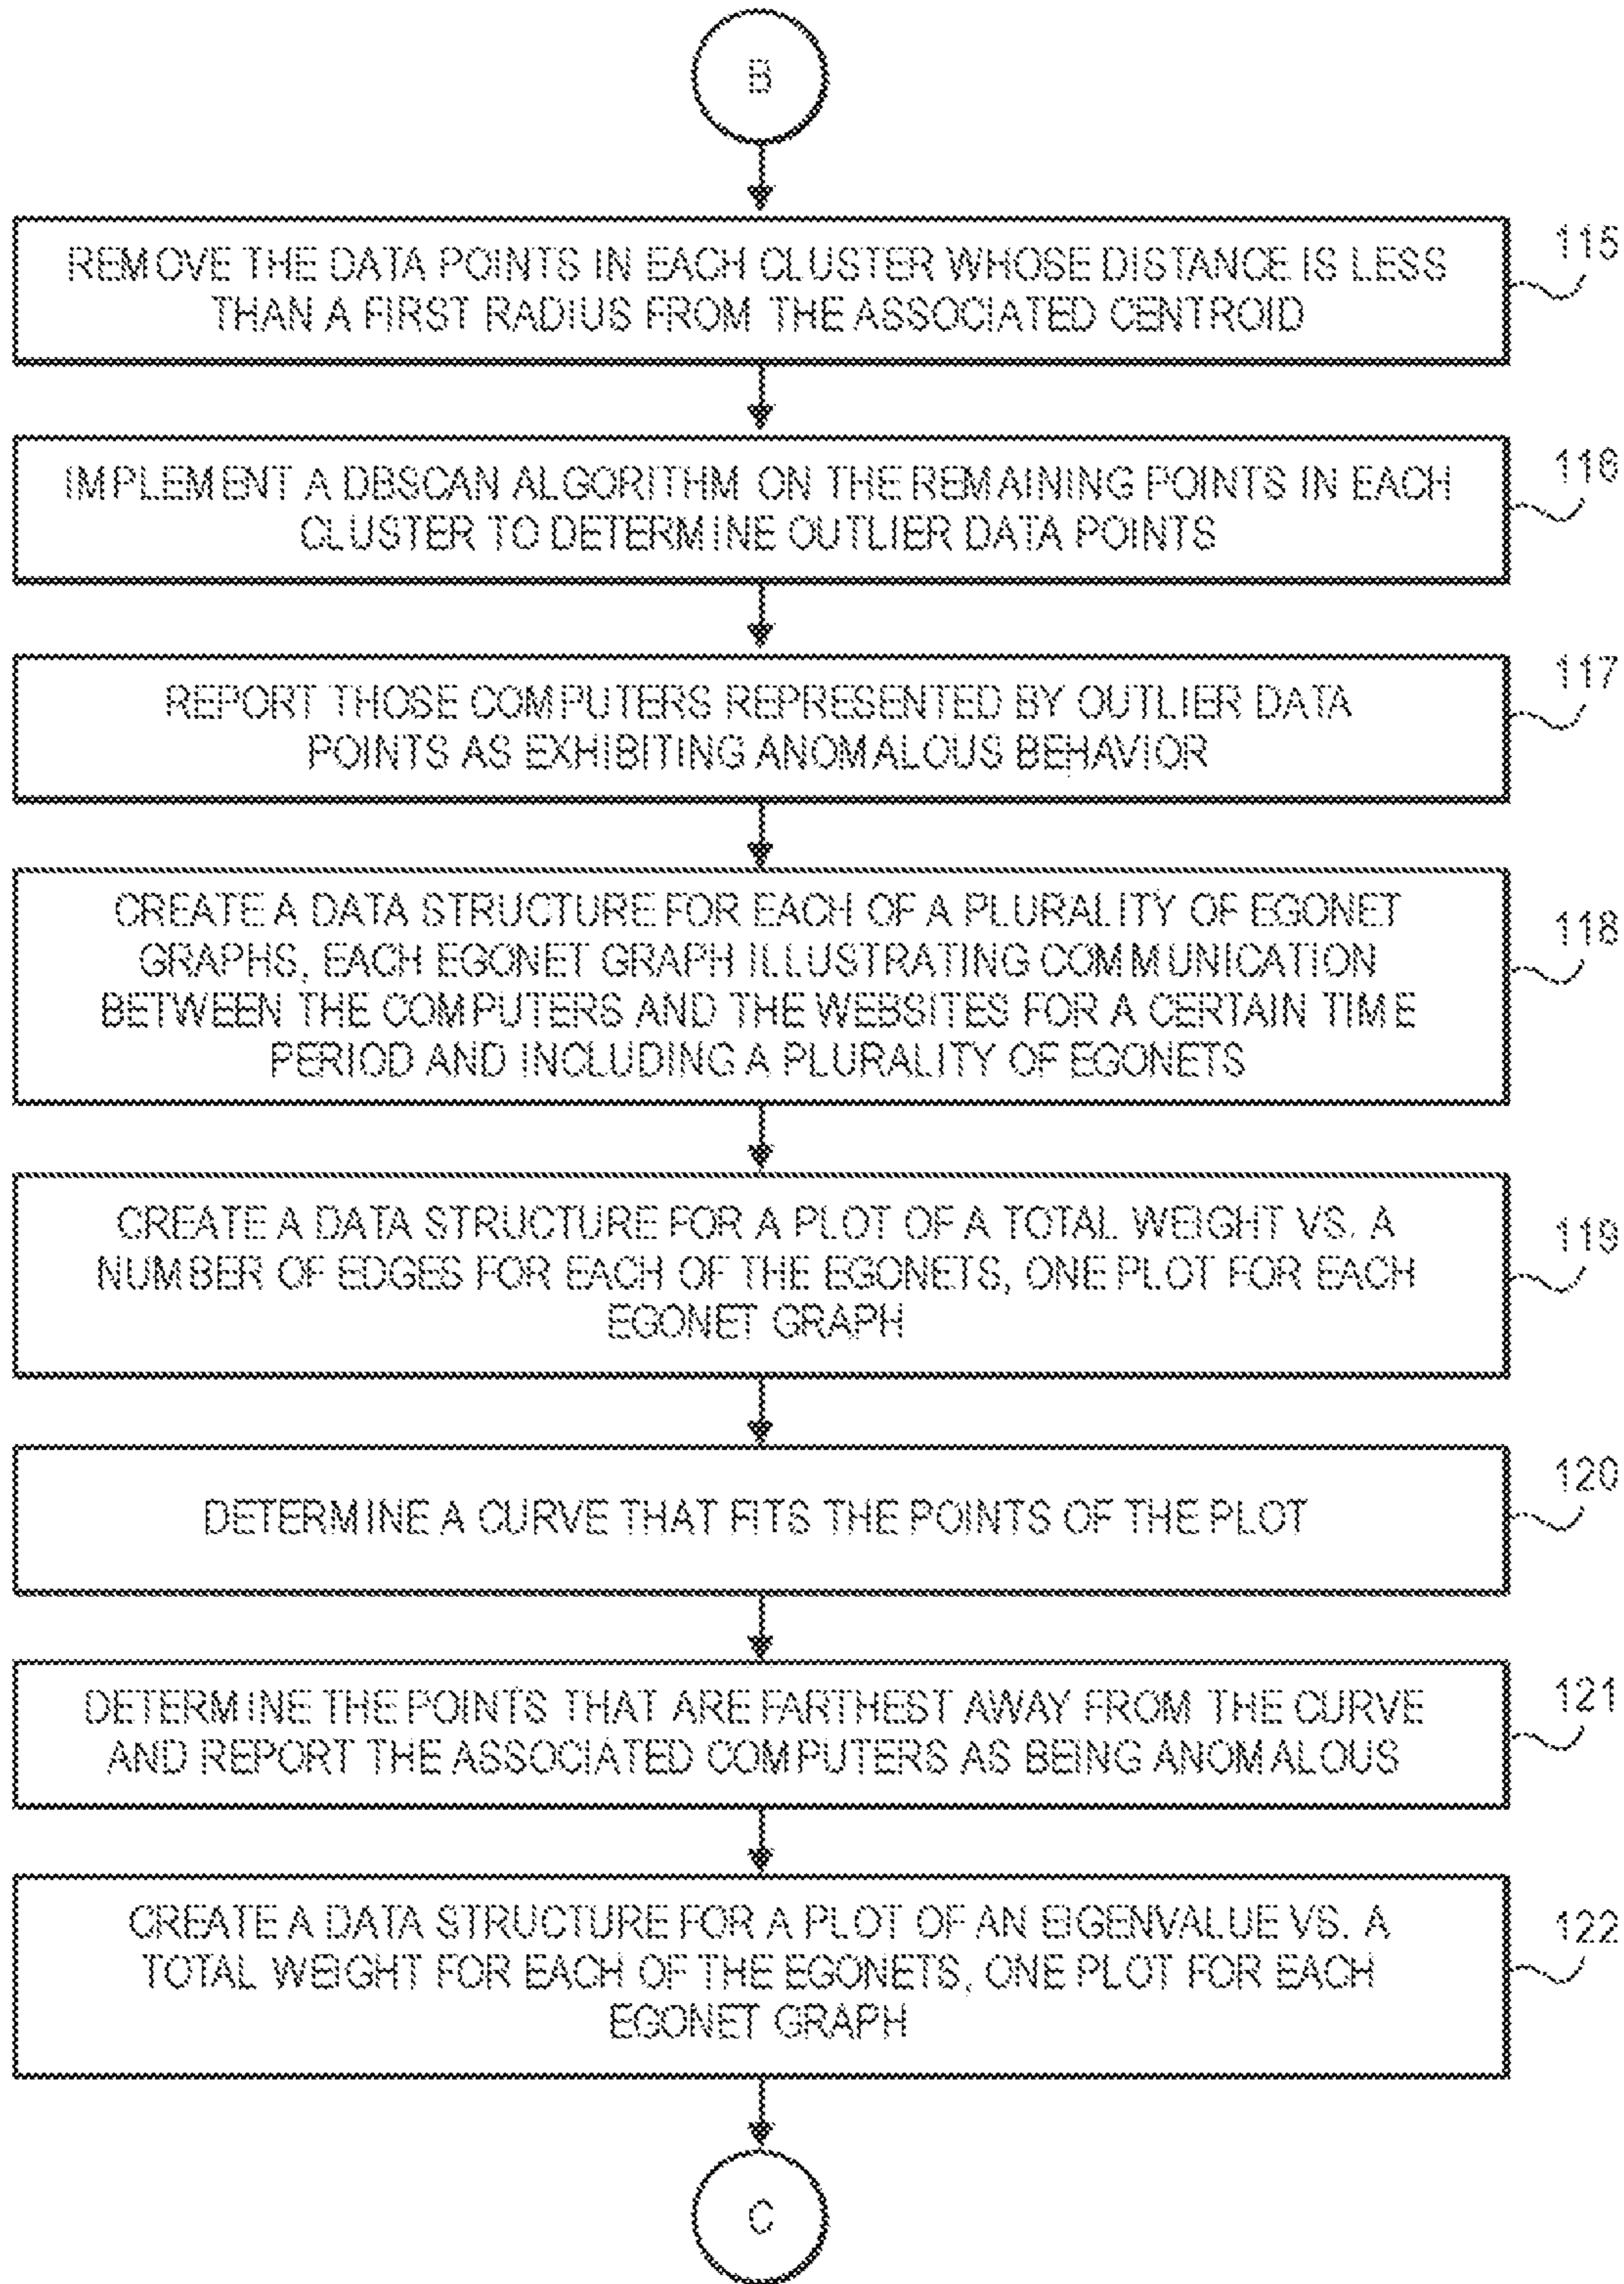 B
REMOVE THE DATA POINTS IN EACH CLUSTER WHOSE DISTANCE IS LESS
THAN A FIRST RADIUS FROM THE ASSOCIATED CENTROID
115
IMPLEMENT A DBSCAN ALGORITHM ON THE REMAINING POINTS IN EACH
CLUSTER TO DETERMINE OUTLIER DATA POINTS
116
REPORT THOSE COMPUTERS REPRESENTED BY OUTLIER DATA
POINTS AS EXHIBITING ANOMALOUS BEHAVIOR
117
CREATE A DATA STRUCTURE FOR EACH OF A PLURALITY OF EGONET
GRAPHS, EACH EGONET GRAPH ILLUSTRATING COMMUNICATION
BETWEEN THE COMPUTERS AND THE WEBSITES FOR A CERTAIN TIME
PERIOD AND INCLUDING A PLURALITY OF EGONETS
118
CREATE A DATA STRUCTURE FOR A PLOT OF A TOTAL WEIGHT VS. A
NUMBER OF EDGES FOR EACH OF THE EGONETS, ONE PLOT FOR EACH
EGONET GRAPH
119
DETERMINE A CURVE THAT FITS THE POINTS OF THE PLOT
120
DETERMINE THE POINTS THAT ARE FARTHEST AWAY FROM THE CURVE
AND REPORT THE ASSOCIATED COMPUTERS AS BEING ANOMALOUS
121
CREATE A DATA STRUCTURE FOR A PLOT OF AN EIGENVALUE VS. A
TOTAL WEIGHT FOR EACH OF THE EGONETS, ONE PLOT FOR EACH
EGONET GRAPH
122
C